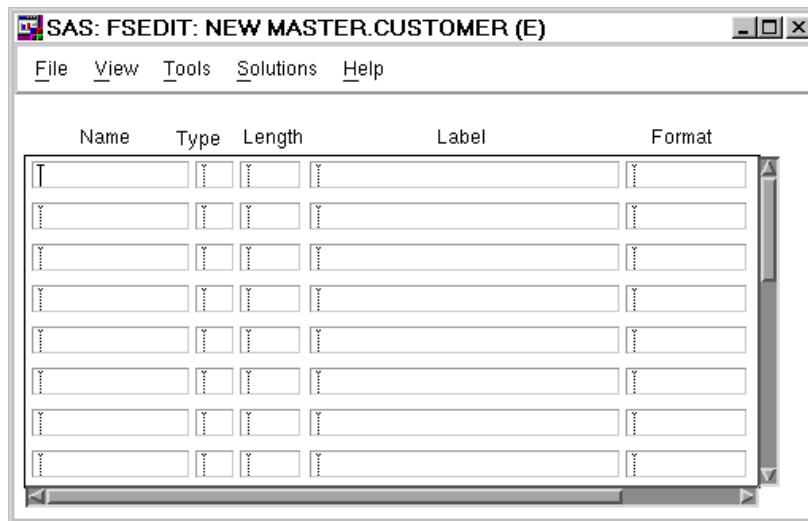 SAS: FSEDIT: NEW MASTER.CUSTOMER (E)
File View Tools Solutions Help
Name Type Length Label Format